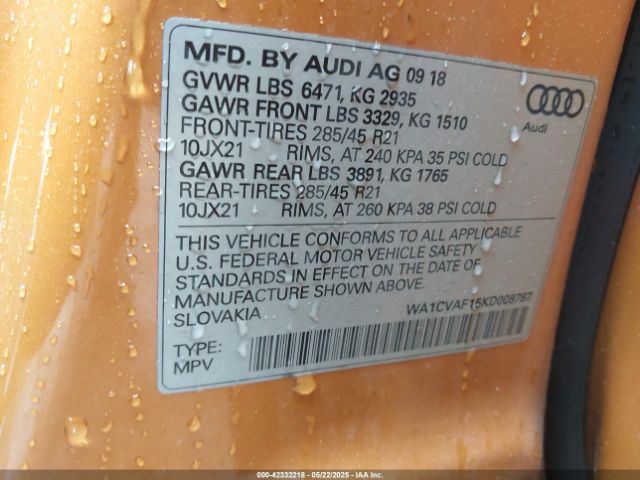 MFD. BY AUDI AG 09 18
GVWR LBS 6471, KG 2935
GAWR FRONT LBS 3329, KG 1510
FRONT-TIRES 285/45 R21
10JX21 RIMS, AT 240 KPA 35 PSI COLD
GAWR REAR LBS 3891, KG 1765
REAR-TIRES 285/45 R21
10JX21 RIMS, AT 260 KPA 38 PSI COLD
Audi
THIS VEHICLE CONFORMS TO ALL APPLICABLE
U.S. FEDERAL MOTOR VEHICLE SAFETY
STANDARDS IN EFFECT ON THE DATE OF
MANUFACTURE SHOWN ABOVE.
SLOVAKIA
WA1CVAF15KD008797
TYPE:
MPV
000-42332218 - 05/22/2025 - IAAI.COM